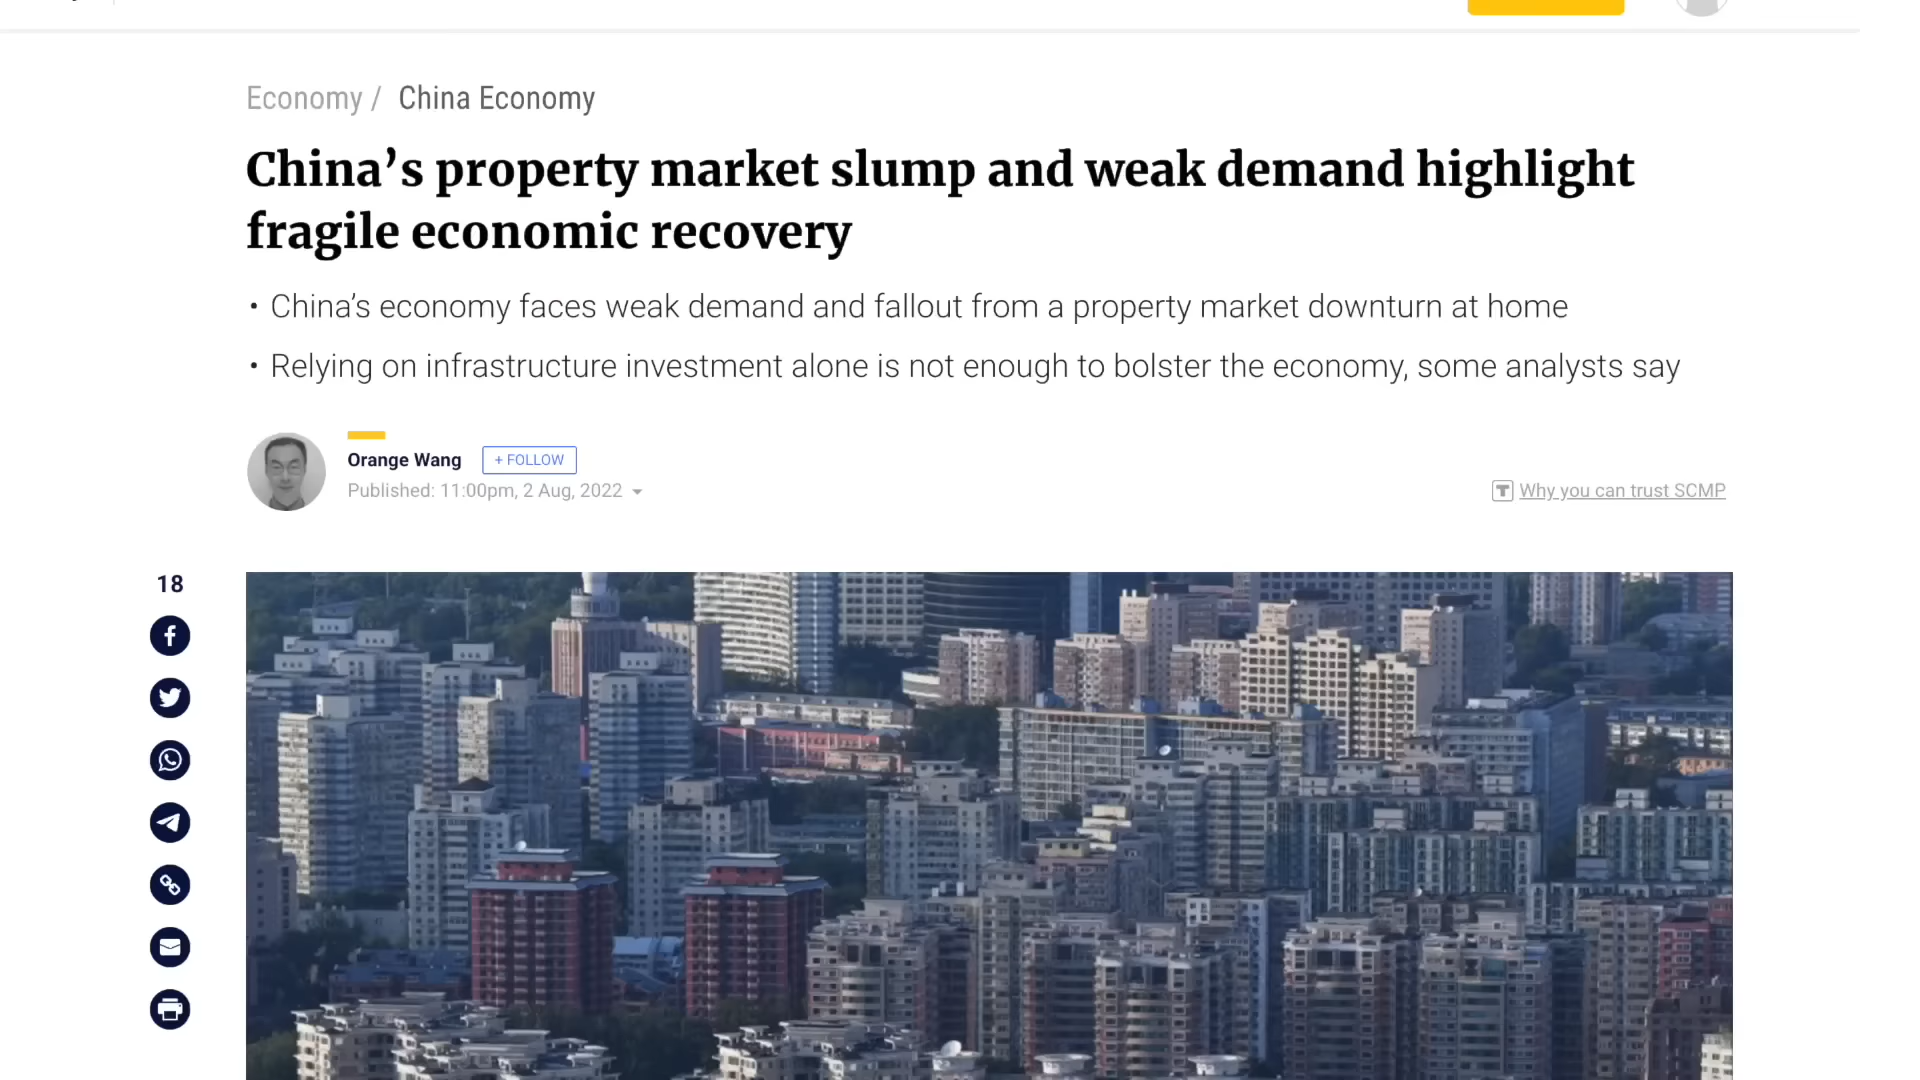 Economy / China Economy
China’s property market slump and weak demand highlight
fragile economic recovery
• China’s economy faces weak demand and fallout from a property market downturn at home
• Relying on infrastructure investment alone is not enough to bolster the economy, some analysts say
Orange Wang + FOLLOW
Published: 11:00pm, 2 Aug, 2022
T Why you can trust SCMP
18